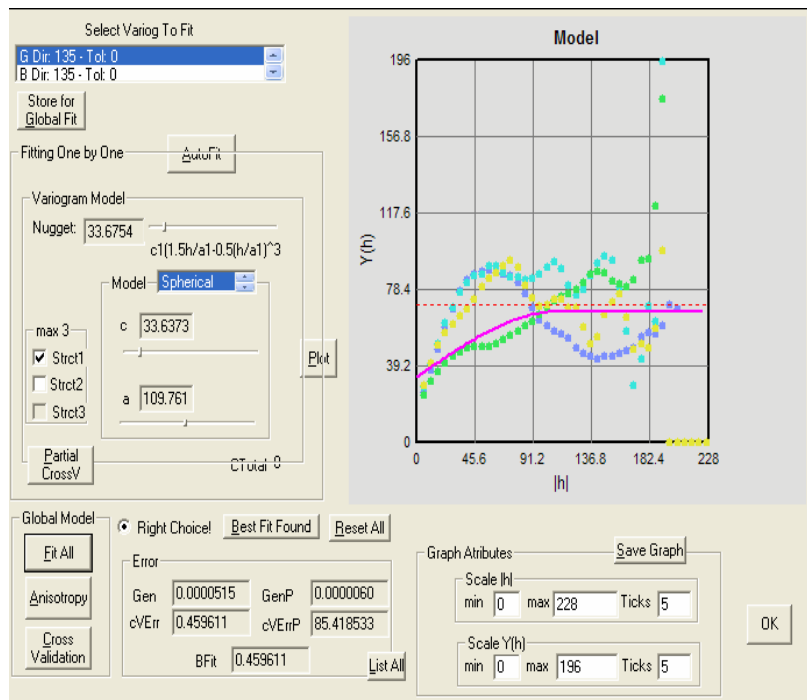 Select Variog To Fit
G Dir: 135 - Tol: 0
B Dir: 135 - Tol: 0
Store for
Global Fit
Fitting One by One
AutoFit
Variogram Model
Nugget: 33.6754
c1(1.5h/a1-0.5(h/a1)^3
Model Spherical
max 3
Strct1
Strct2
Strct3
c 33.6373
a 109.761
Plot
Partial
CrossV
CTotal 0
Model
Y(h)
196
156.8
117.6
78.4
39.2
0
0 45.6 91.2 136.8 182.4 228
|h|
Global Model
Fit All
Anisotropy
Cross
Validation
Right Choice! Best Fit Found Reset All
Error
Gen 0.0000515 GenP 0.0000060
cVErr 0.459611 cVErrP 85.418533
BFit 0.459611 List All
Graph Atributes Save Graph
Scale |h|
min 0 max 228 Ticks 5
Scale Y(h)
min 0 max 196 Ticks 5
OK